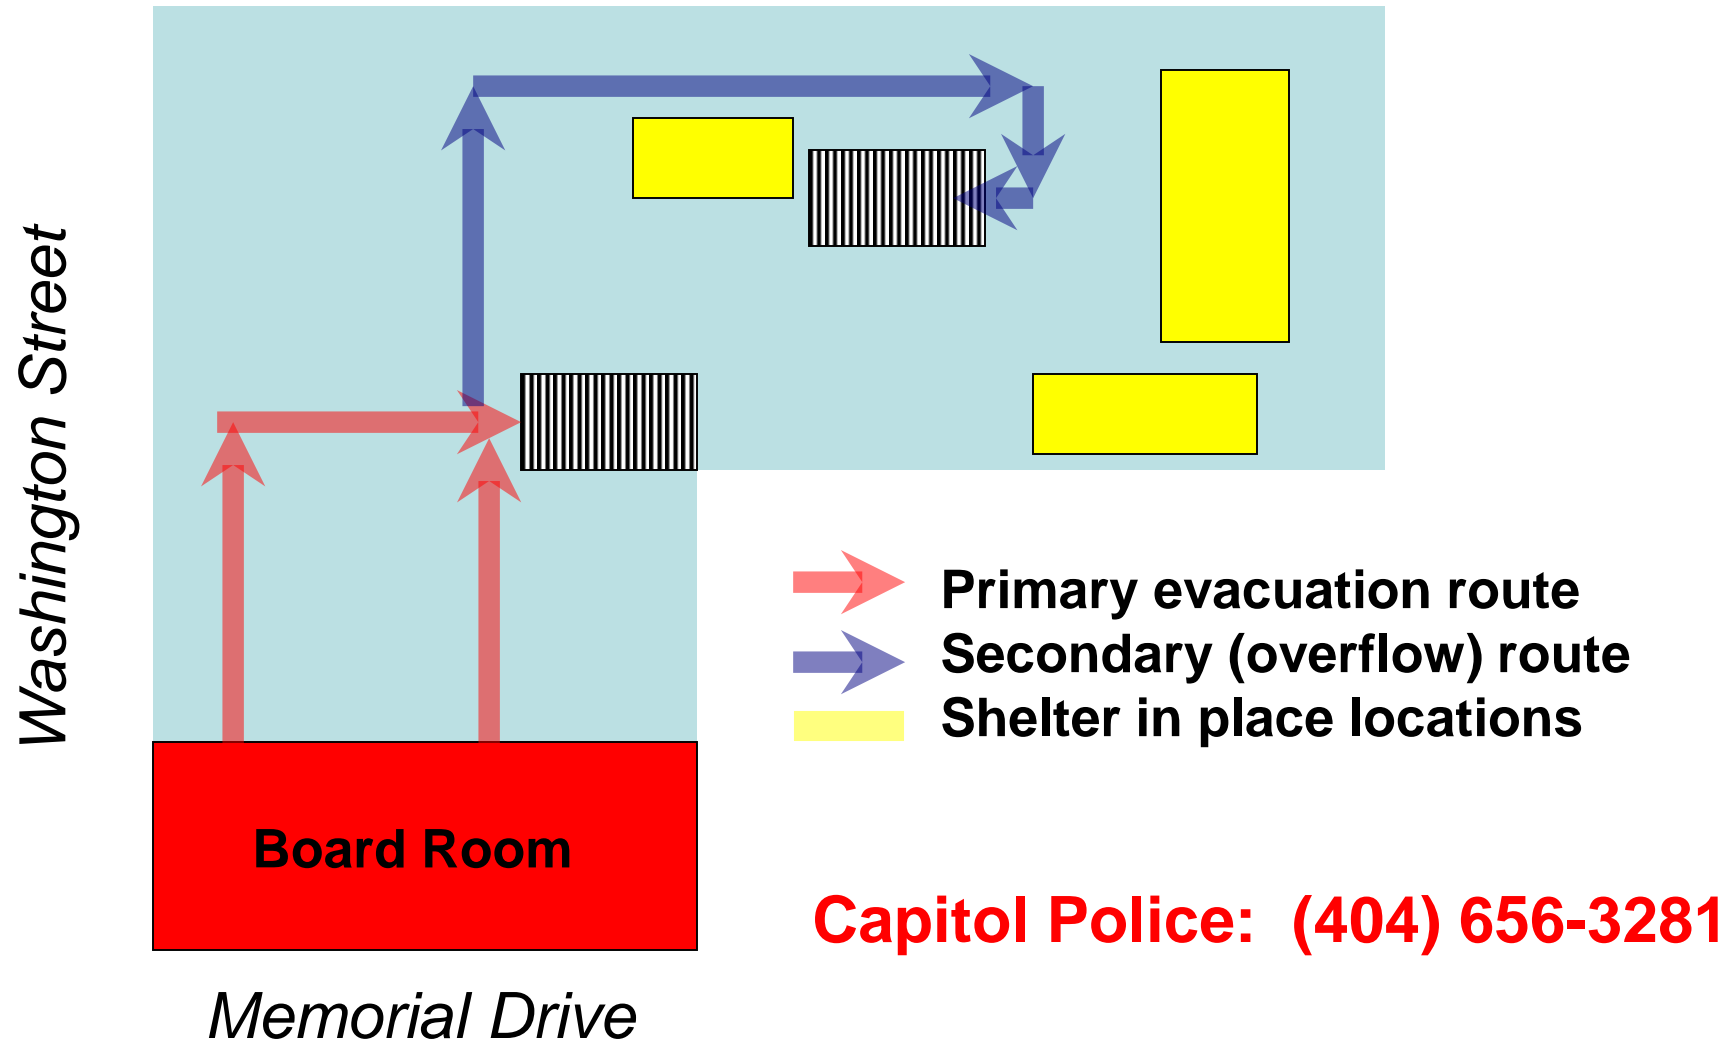 Washington Street
Primary evacuation route
Secondary (overflow) route
Shelter in place locations
Board Room
Capitol Police: (404) 656-3281
Memorial Drive